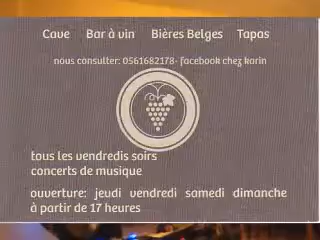 Cave Bar à vin Bières Belges Tapas
nous consulter: 0561682178- facebook chez karin
tous les vendredis soirs
concerts de musique
ouverture: jeudi vendredi samedi dimanche
à partir de 17 heures